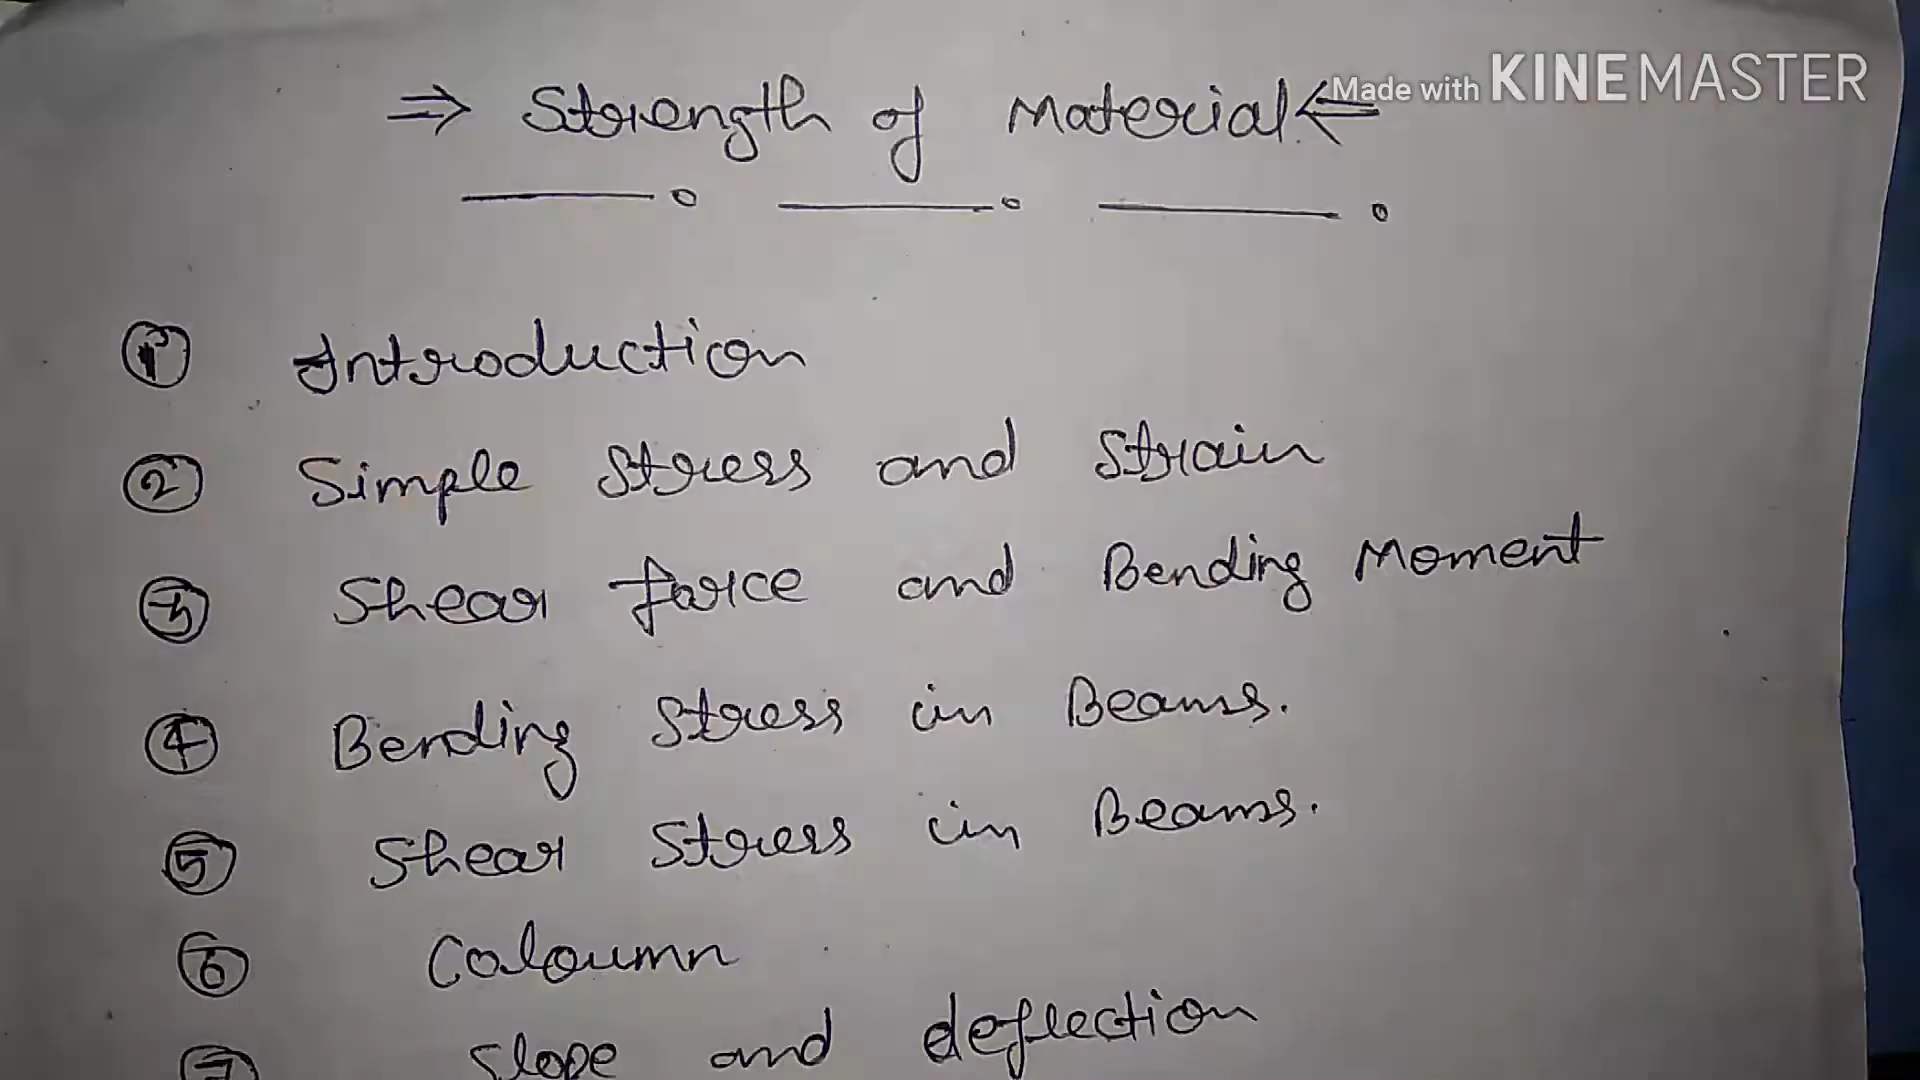 Made with KINEMASTER
⇒ Strength of Material ⇐
① Introduction
② Simple stress and strain
③ Shear force and Bending Moment
④ Bending stress in Beams.
⑤ Shear stress in Beams.
⑥ Coloumn
⑦ Slope and deflection